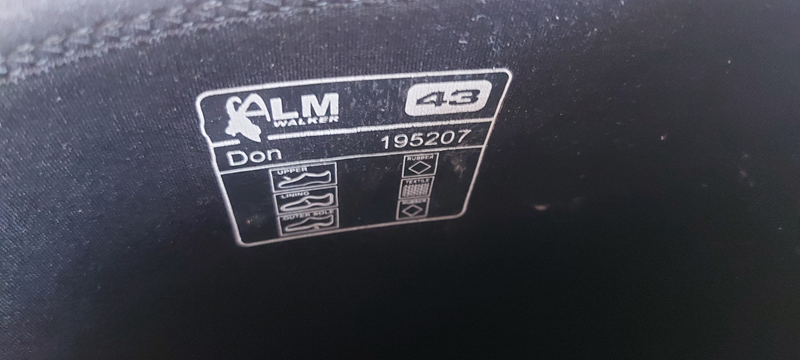 ALM 43
WALKER
Don 195207
UPPER RUBBER
LINING TEXTILE
OUTER SOLE RUBBER